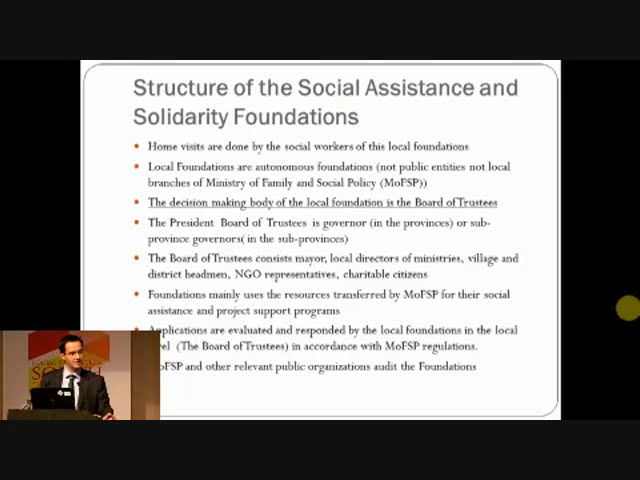 Structure of the Social Assistance and
Solidarity Foundations
Home visits are done by the social workers of this local foundations
Local Foundations are autonomous foundations (not public entities not local
branches of Ministry of Family and Social Policy (MoFSP))
The decision making body of the local foundation is the Board of Trustees
The President Board of Trustees is governor (in the provinces) or sub-
province governors( in the sub-provinces)
The Board of Trustees consists mayor, local directors of ministries, village and
district headmen, NGO representatives, charitable citizens
Foundations mainly uses the resources transferred by MoFSP for their social
assistance and project support programs
Applications are evaluated and responded by the local foundations in the local
(The Board of Trustees) in accordance with MoFSP regulations.
and other relevant public organizations audit the Foundations